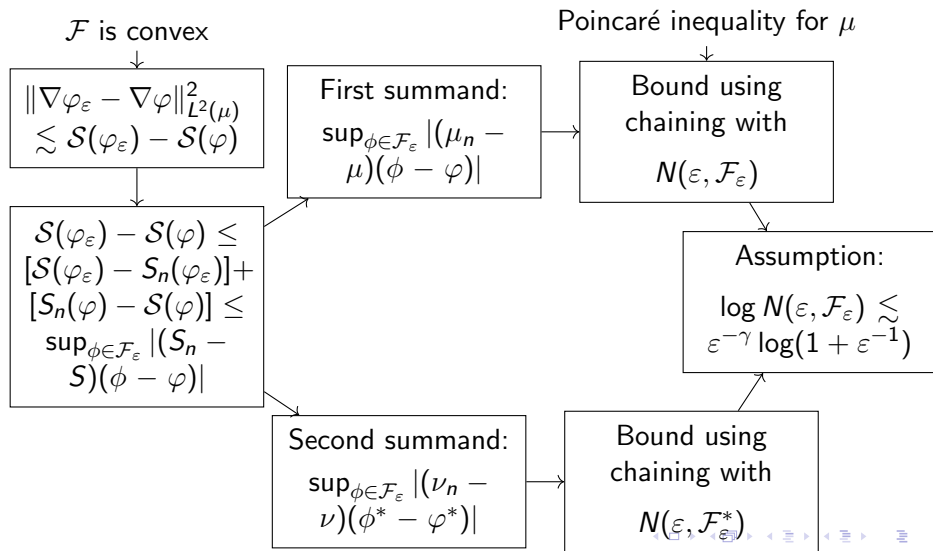 𝓕 is convex
‖∇φ_ε − ∇φ‖²_{L²(μ)}
≲ 𝒮(φ_ε) − 𝒮(φ)
𝒮(φ_ε) − 𝒮(φ) ≤
[𝒮(φ_ε) − S_n(φ_ε)]+
[S_n(φ) − 𝒮(φ)] ≤
sup_{ϕ∈𝓕_ε} |(S_n −
S)(ϕ − φ)|
First summand:
sup_{ϕ∈𝓕_ε} |(μ_n −
μ)(ϕ − φ)|
Second summand:
sup_{ϕ∈𝓕_ε} |(ν_n −
ν)(ϕ* − φ*)|
Poincaré inequality for μ
Bound using
chaining with
N(ε, 𝓕_ε)
Bound using
chaining with
N(ε, 𝓕*_ε)
Assumption:
log N(ε, 𝓕_ε) ≲
ε^{−γ} log(1 + ε^{−1})